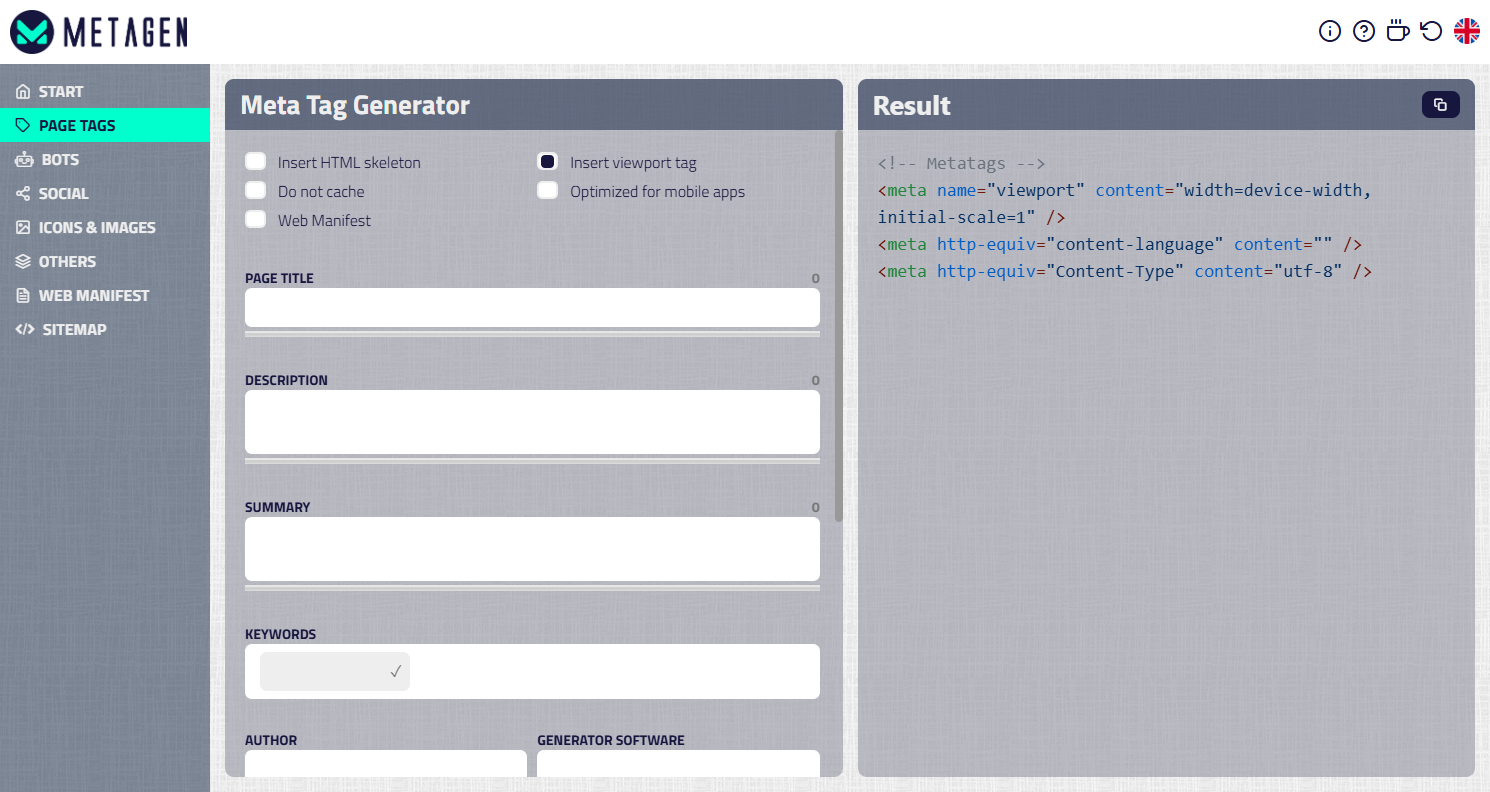 METAGEN
START
PAGE TAGS
BOTS
SOCIAL
ICONS & IMAGES
OTHERS
WEB MANIFEST
SITEMAP
Meta Tag Generator
Insert HTML skeleton
Insert viewport tag
Do not cache
Optimized for mobile apps
Web Manifest
PAGE TITLE 0
DESCRIPTION 0
SUMMARY 0
KEYWORDS
✓
AUTHOR
GENERATOR SOFTWARE
Result
<!-- Metatags -->
<meta name="viewport" content="width=device-width,
initial-scale=1" />
<meta http-equiv="content-language" content="" />
<meta http-equiv="Content-Type" content="utf-8" />